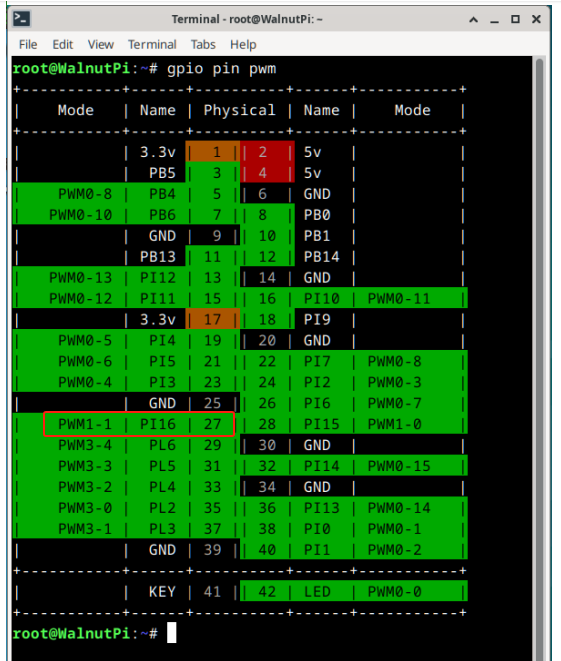 Terminal - root@WalnutPi: ~
File Edit View Terminal Tabs Help
root@WalnutPi:~# gpio pin pwm
+------------+------+----------+------+------------+
| Mode | Name | Physical | Name | Mode |
+------------+------+----------+------+------------+
| | 3.3v | 1 || 2 | 5v | |
| | PB5 | 3 || 4 | 5v | |
| PWM0-8 | PB4 | 5 || 6 | GND | |
| PWM0-10 | PB6 | 7 || 8 | PB0 | |
| | GND | 9 || 10 | PB1 | |
| | PB13 | 11 || 12 | PB14 | |
| PWM0-13 | PI12 | 13 || 14 | GND | |
| PWM0-12 | PI11 | 15 || 16 | PI10 | PWM0-11 |
| | 3.3v | 17 || 18 | PI9 | |
| PWM0-5 | PI4 | 19 || 20 | GND | |
| PWM0-6 | PI5 | 21 || 22 | PI7 | PWM0-8 |
| PWM0-4 | PI3 | 23 || 24 | PI2 | PWM0-3 |
| | GND | 25 || 26 | PI6 | PWM0-7 |
| PWM1-1 | PI16 | 27 || 28 | PI15 | PWM1-0 |
| PWM3-4 | PL6 | 29 || 30 | GND | |
| PWM3-3 | PL5 | 31 || 32 | PI14 | PWM0-15 |
| PWM3-2 | PL4 | 33 || 34 | GND | |
| PWM3-0 | PL2 | 35 || 36 | PI13 | PWM0-14 |
| PWM3-1 | PL3 | 37 || 38 | PI0 | PWM0-1 |
| | GND | 39 || 40 | PI1 | PWM0-2 |
+------------+------+----------+------+------------+
| | KEY | 41 || 42 | LED | PWM0-0 |
+------------+------+----------+------+------------+
root@WalnutPi:~#